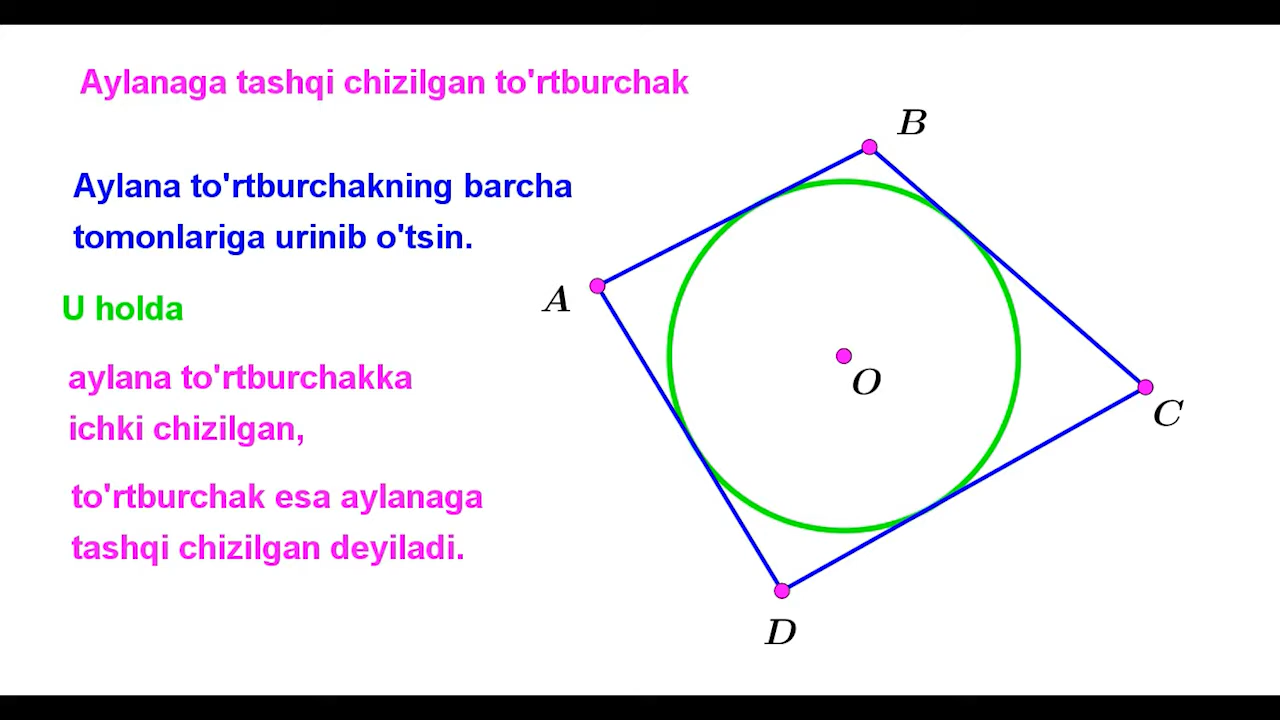 Aylanaga tashqi chizilgan to'rtburchak
Aylana to'rtburchakning barcha
tomonlariga urinib o'tsin.
U holda
aylana to'rtburchakka
ichki chizilgan,
to'rtburchak esa aylanaga
tashqi chizilgan deyiladi.
B
A
O
C
D